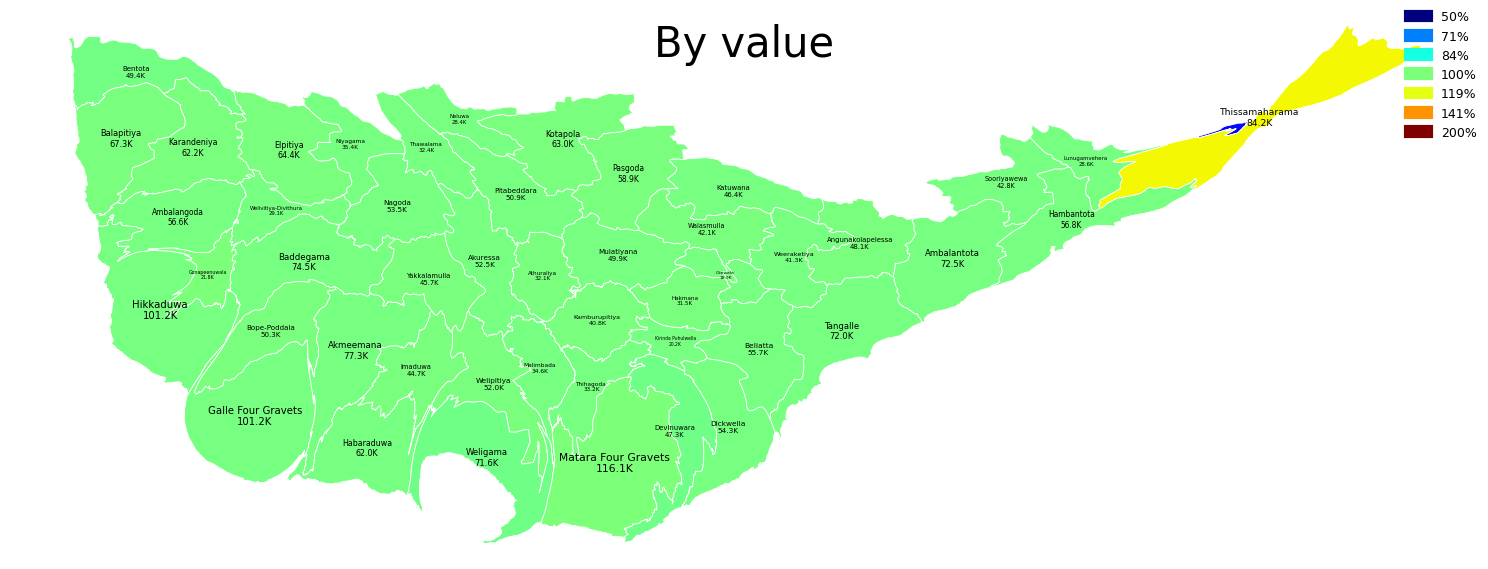 By value
50%
71%
84%
100%
119%
141%
200%
Bentota
49.4K
Balapitiya
67.3K
Karandeniya
62.2K
Elpitiya
64.4K
Niyagama
35.4K
Thawalama
32.4K
Neluwa
28.4K
Kotapola
63.0K
Pasgoda
58.9K
Pitabeddara
50.9K
Katuwana
46.4K
Thissamaharama
84.2K
Lunugamvehera
28.6K
Sooriyawewa
42.8K
Hambantota
56.8K
Ambalangoda
56.6K
Welivitiya-Divithura
29.1K
Nagoda
53.5K
Walasmulla
42.1K
Angunakolapelessa
48.1K
Weeraketiya
41.3K
Ambalantota
72.5K
Baddegama
74.5K
Gonapeenuwala
21.8K
Yakkalamulla
45.7K
Akuressa
52.5K
Athuraliya
32.1K
Mulatiyana
49.9K
Hakmana
31.5K
Hikkaduwa
101.2K
Bope-Poddala
50.3K
Akmeemana
77.3K
Kamburupitiya
40.8K
Kirinda Puhulwella
20.2K
Beliatta
55.7K
Tangalle
72.0K
Imaduwa
44.7K
Malimbada
34.6K
Welipitiya
52.0K
Thihagoda
33.2K
Galle Four Gravets
101.2K
Habaraduwa
62.0K
Weligama
71.6K
Matara Four Gravets
116.1K
Devinuwara
47.3K
Dickwella
54.3K